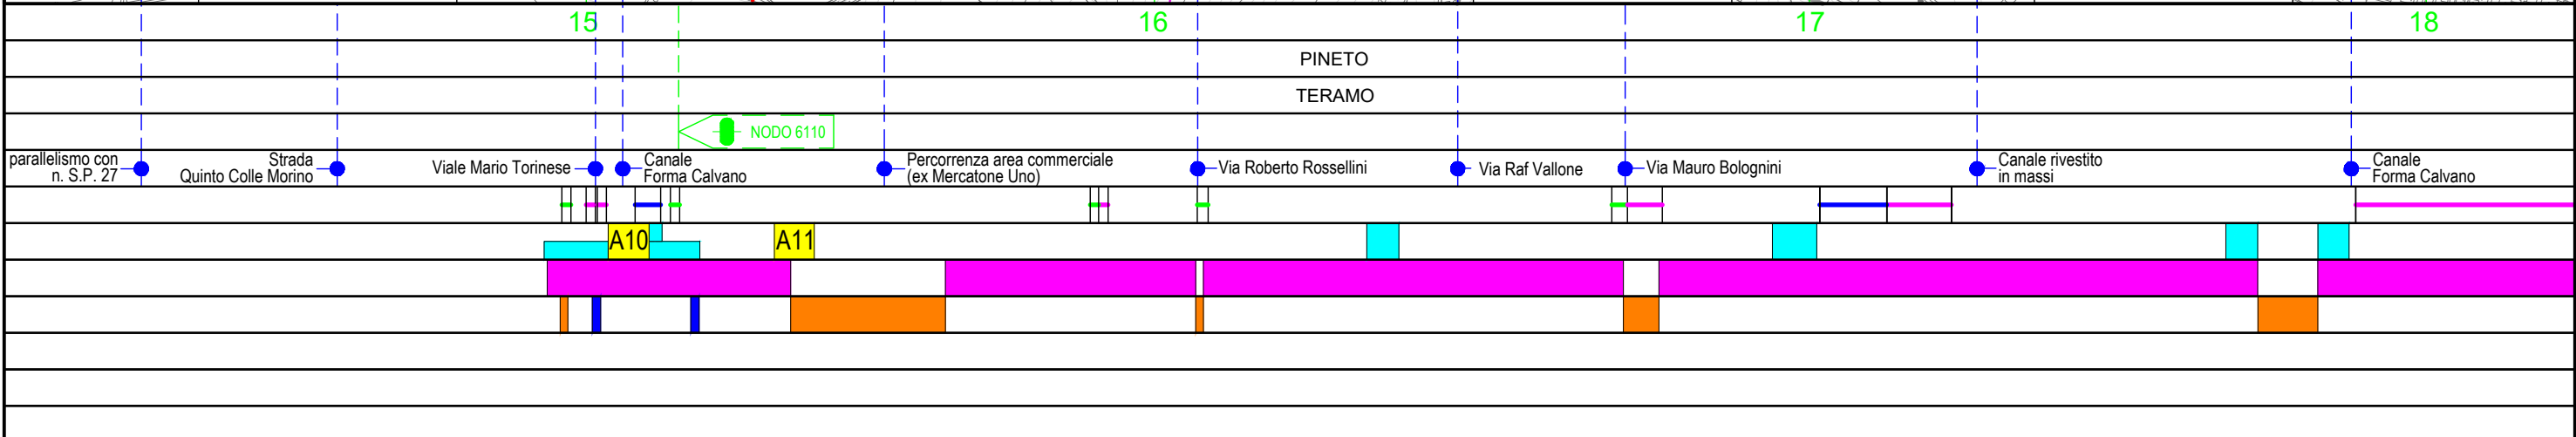 15 16 17 18
PINETO
TERAMO
NODO 6110
parallelismo con
n. S.P. 27
Strada
Quinto Colle Morino
Viale Mario Torinese
Canale
Forma Calvano
Percorrenza area commerciale
(ex Mercatone Uno)
Via Roberto Rossellini
Via Raf Vallone
Via Mauro Bolognini
Canale rivestito
in massi
Canale
Forma Calvano
A10 A11